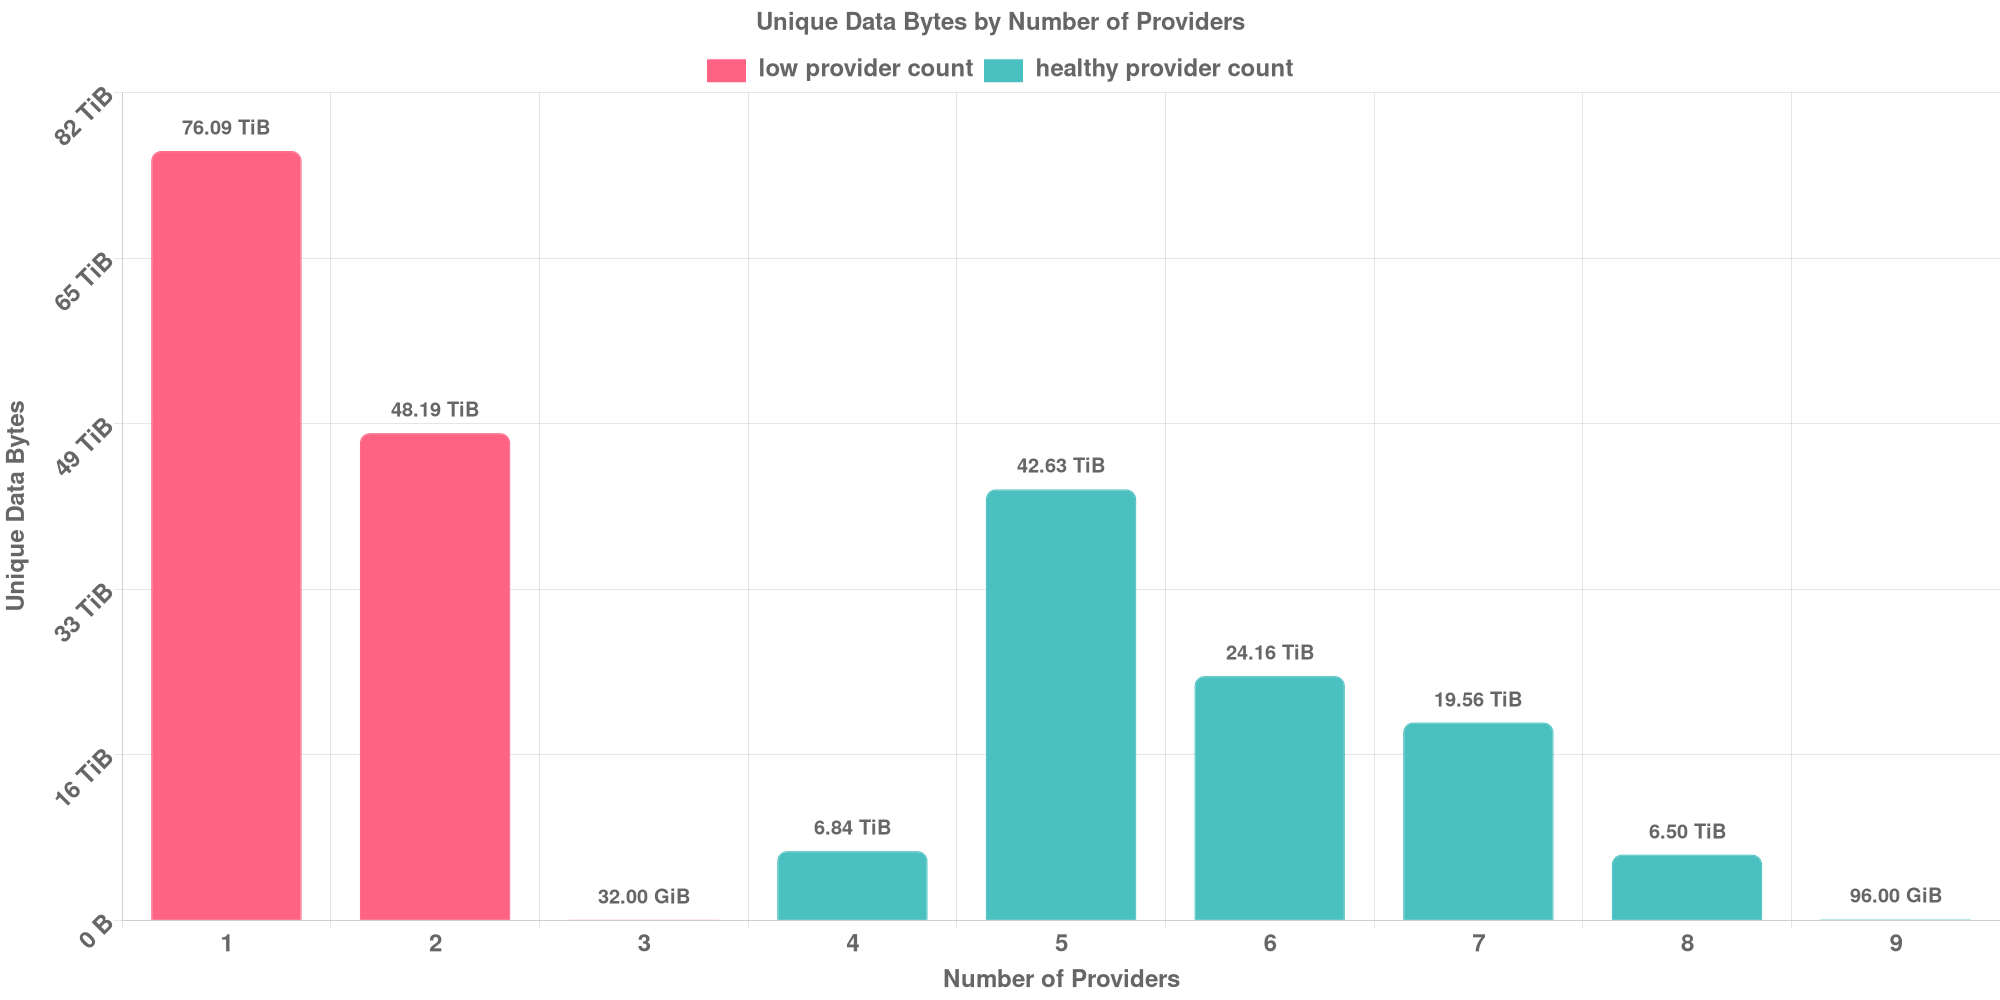 Unique Data Bytes by Number of Providers
low provider count healthy provider count
82 TiB
65 TiB
49 TiB
33 TiB
16 TiB
0 B
Unique Data Bytes
76.09 TiB
48.19 TiB
32.00 GiB
6.84 TiB
42.63 TiB
24.16 TiB
19.56 TiB
6.50 TiB
96.00 GiB
1 2 3 4 5 6 7 8 9
Number of Providers